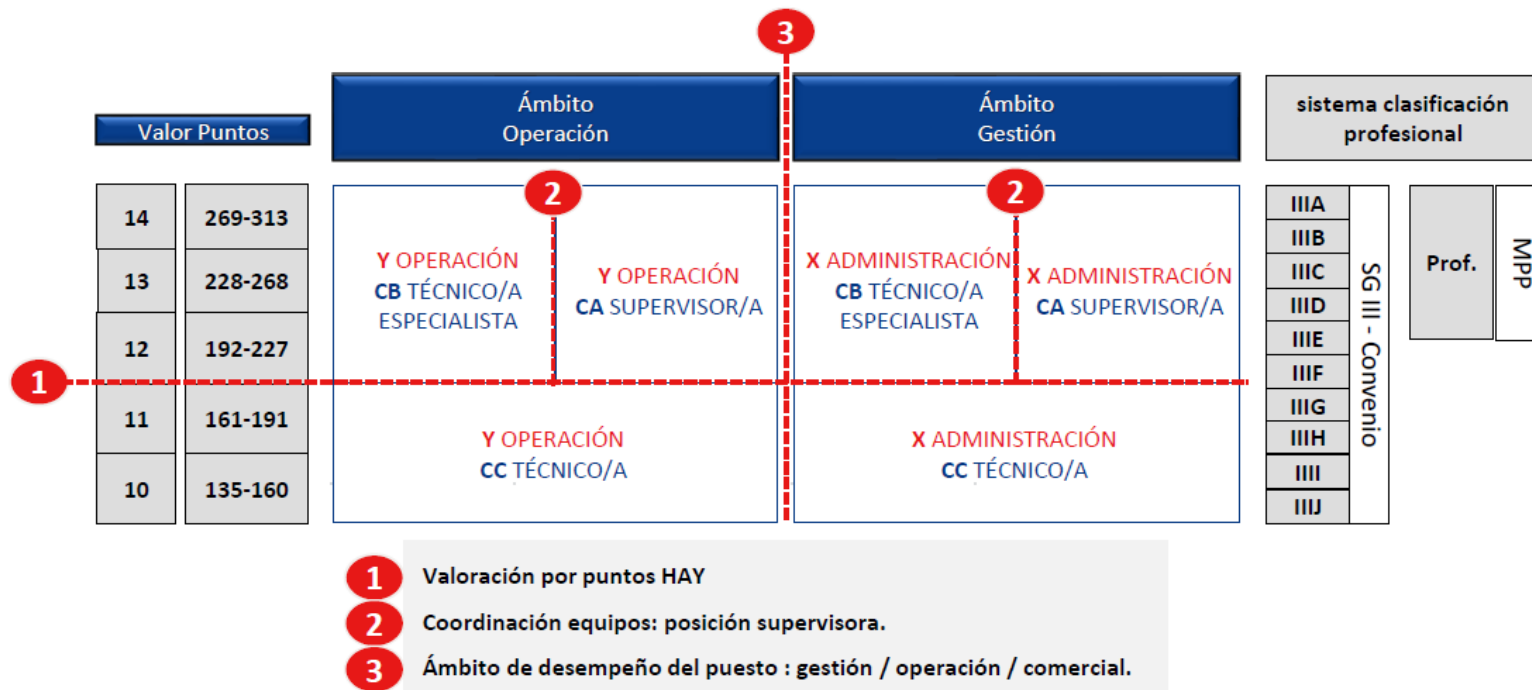 3
Valor Puntos
Ámbito
Operación
Ámbito
Gestión
sistema clasificación
profesional
14
269-313
13
228-268
12
192-227
11
161-191
10
135-160
1
2
Y OPERACIÓN
CB TÉCNICO/A
ESPECIALISTA
Y OPERACIÓN
CA SUPERVISOR/A
2
X ADMINISTRACIÓN
CB TÉCNICO/A
ESPECIALISTA
X ADMINISTRACIÓN
CA SUPERVISOR/A
Y OPERACIÓN
CC TÉCNICO/A
X ADMINISTRACIÓN
CC TÉCNICO/A
IIIA
IIIB
IIIC
IIID
IIIE
IIIF
IIIG
IIIH
IIII
IIIJ
SG III - Convenio
Prof.
MPP
1 Valoración por puntos HAY
2 Coordinación equipos: posición supervisora.
3 Ámbito de desempeño del puesto : gestión / operación / comercial.